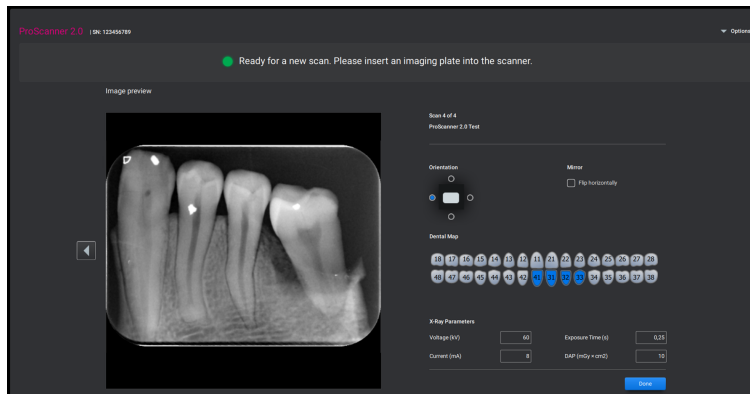 ProScanner 2.0 | SN: 123456789
Options
Ready for a new scan. Please insert an imaging plate into the scanner.
Image preview
Scan 4 of 4
ProScanner 2.0 Test
Orientation
Mirror
Flip horizontally
Dental Map
18 17 16 15 14 13 12 11 21 22 23 24 25 26 27 28
48 47 46 45 44 43 42 41 31 32 33 34 35 36 37 38
X-Ray Parameters
Voltage (kV) 60 Exposure Time (s) 0,25
Current (mA) 8 DAP (mGy × cm2) 10
Done